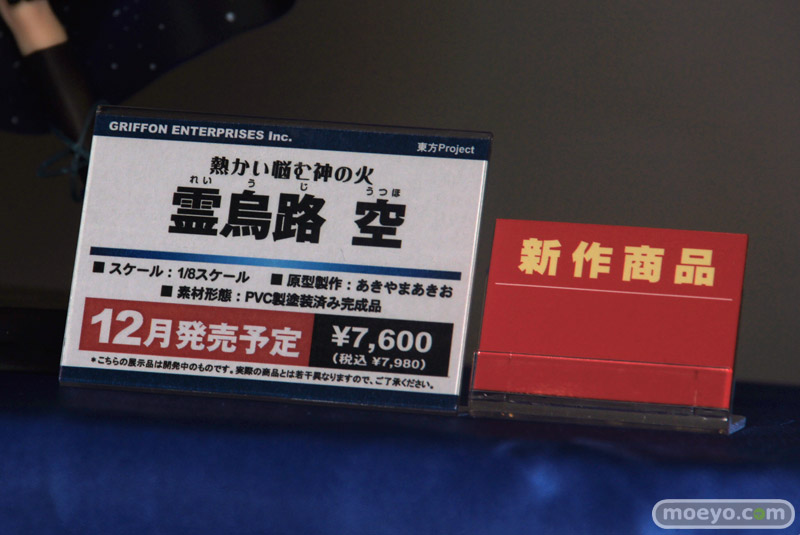 GRIFFON ENTERPRISES Inc.
東方Project
熱かい悩む神の火
れいうじ うつほ
霊烏路 空
■ スケール：1/8スケール ■ 原型製作：あきやまあきお
■ 素材形態：PVC製塗装済み完成品
12月発売予定
¥7,600
(税込 ¥7,980)
＊こちらの展示品は開発中のものです。実際の商品とは若干異なりますので、ご了承ください。
新作商品
moeyo.com